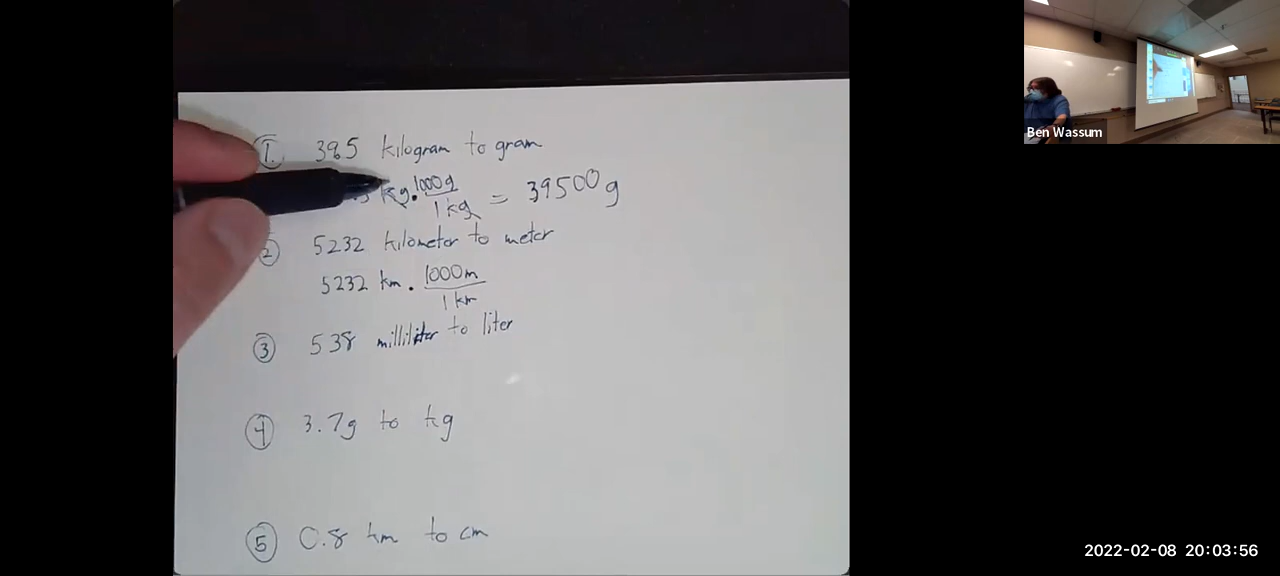 1. 39.5 kilogram to gram
kg. 1000g / 1 kg = 39500 g
2 5232 kilometer to meter
5232 km . 1000m / 1 km
3 538 milliliter to liter
4 3.7g to kg
5 0.8 hm to cm
Ben Wassum
2022-02-08 20:03:56